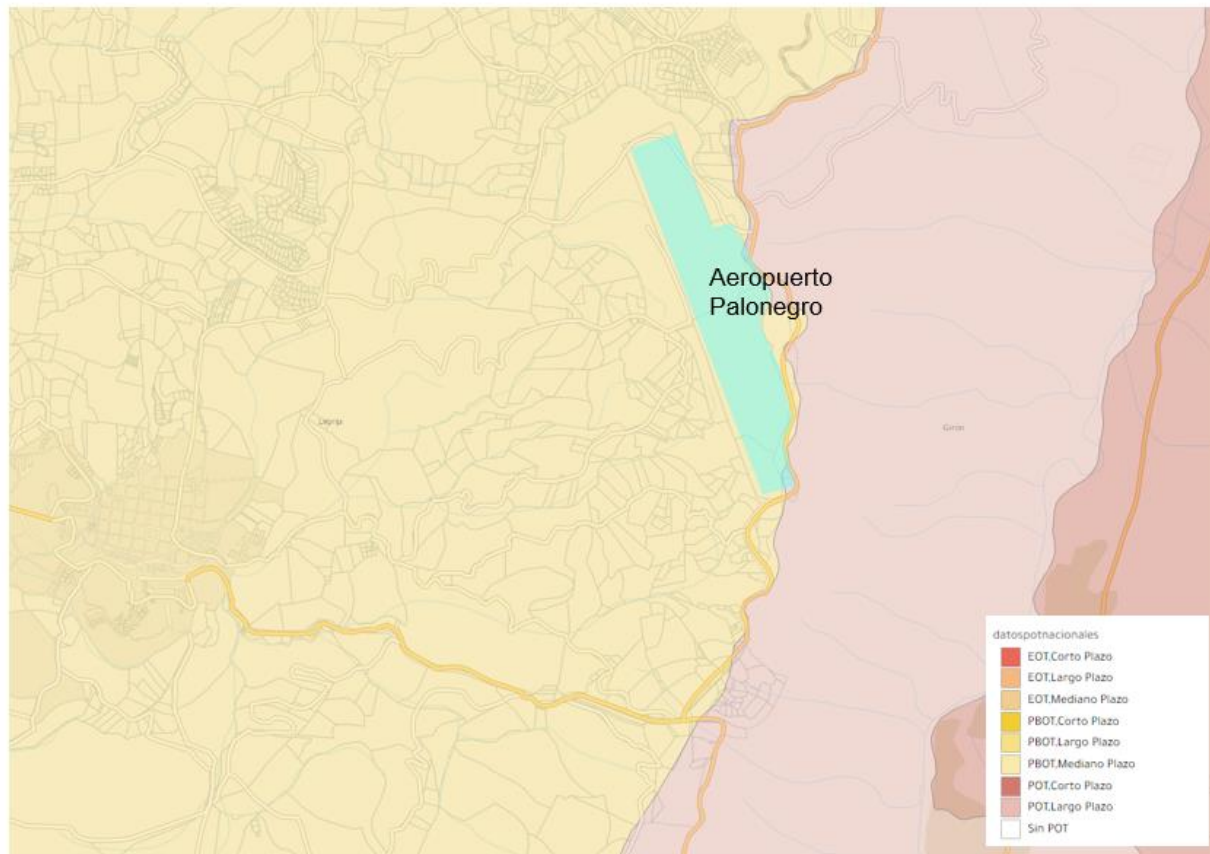 Aeropuerto
Palonegro
Lebrija
Girón
datospotnacionales
EOT,Corto Plazo
EOT,Largo Plazo
EOT,Mediano Plazo
PBOT,Corto Plazo
PBOT,Largo Plazo
PBOT,Mediano Plazo
POT,Corto Plazo
POT,Largo Plazo
Sin POT